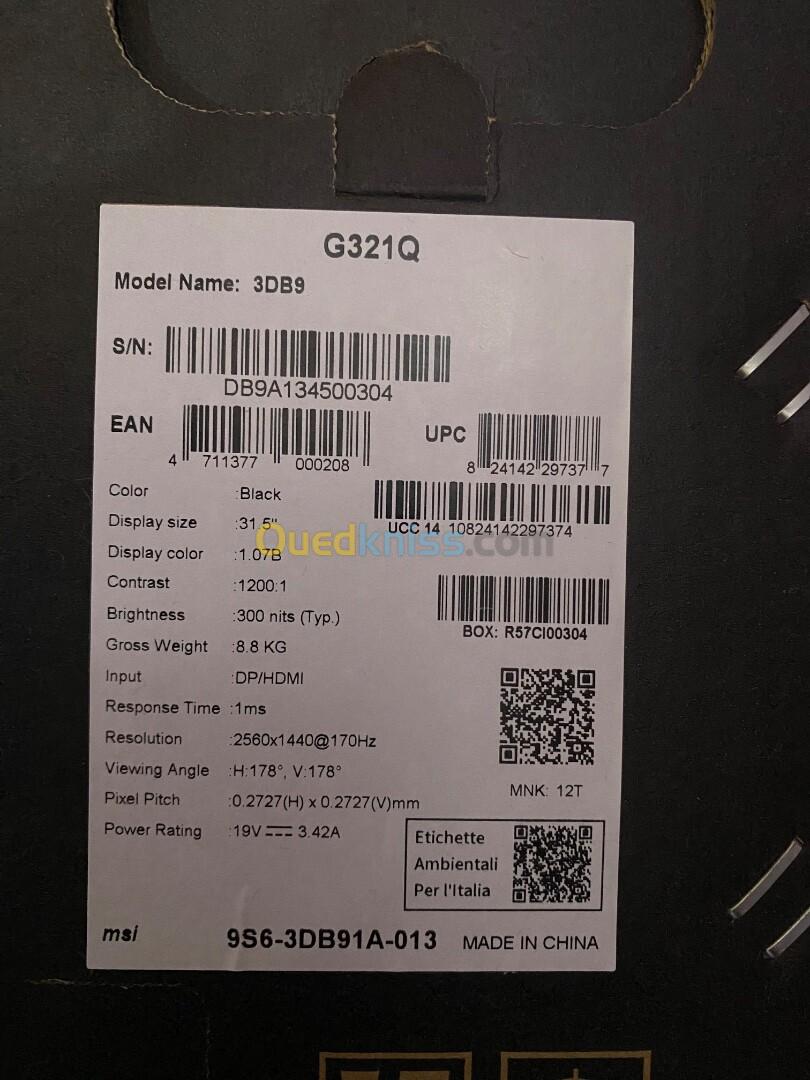 G321Q
Model Name: 3DB9
S/N:
DB9A134500304
EAN
4 711377 000208
UPC
8 24142 29737 7
Color :Black
UCC 14 10824142297374
Display size :31.5"
Ouedkniss.com
Display color :1.07B
Contrast :1200:1
Brightness :300 nits (Typ.)
BOX: R57CI00304
Gross Weight :8.8 KG
Input :DP/HDMI
Response Time :1ms
Resolution :2560x1440@170Hz
Viewing Angle :H:178°, V:178°
MNK: 12T
Pixel Pitch :0.2727(H) x 0.2727(V)mm
Power Rating :19V ⎓ 3.42A
Etichette
Ambientali
Per l'Italia
msi 9S6-3DB91A-013 MADE IN CHINA